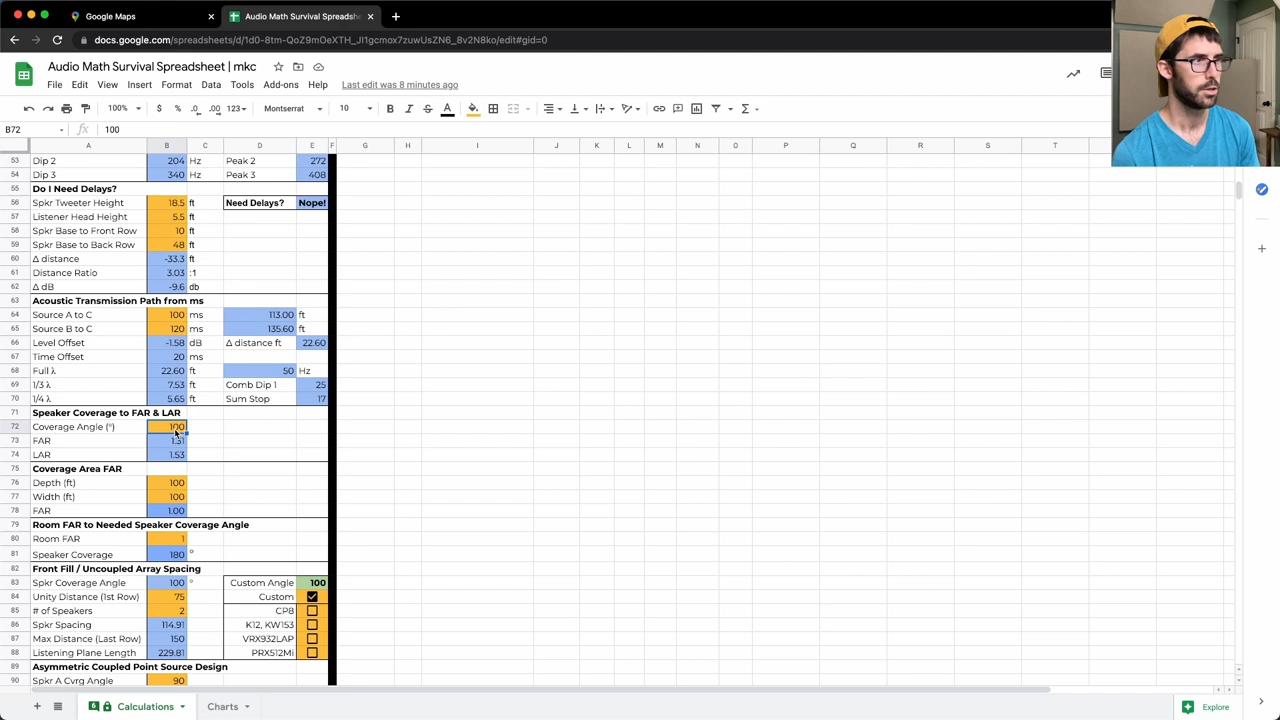 Google Maps
Audio Math Survival Spreadshe
docs.google.com/spreadsheets/d/1d0-8tm-QoZ9mOeXTH_JI1gcmox7zuwUsZN6_8v2N8ko/edit#gid=0
Audio Math Survival Spreadsheet | mkc
File Edit View Insert Format Data Tools Add-ons Help Last edit was 8 minutes ago
100% $ % .0 .00 123 Montserrat 10 B I S A
B72 fx 100
A B C D E F G H I J K L M N O P Q R S T
53 Dip 2 204 Hz Peak 2 272
54 Dip 3 340 Hz Peak 3 408
55 Do I Need Delays?
56 Spkr Tweeter Height 18.5 ft Need Delays? Nope!
57 Listener Head Height 5.5 ft
58 Spkr Base to Front Row 10 ft
59 Spkr Base to Back Row 48 ft
60 Δ distance -33.3 ft
61 Distance Ratio 3.03 :1
62 Δ dB -9.6 db
63 Acoustic Transmission Path from ms
64 Source A to C 100 ms 113.00 ft
65 Source B to C 120 ms 135.60 ft
66 Level Offset -1.58 dB Δ distance ft 22.60
67 Time Offset 20 ms
68 Full λ 22.60 ft 50 Hz
69 1/3 λ 7.53 ft Comb Dip 1 25
70 1/4 λ 5.65 ft Sum Stop 17
71 Speaker Coverage to FAR & LAR
72 Coverage Angle (°) 100
73 FAR 1.31
74 LAR 1.53
75 Coverage Area FAR
76 Depth (ft) 100
77 Width (ft) 100
78 FAR 1.00
79 Room FAR to Needed Speaker Coverage Angle
80 Room FAR 1
81 Speaker Coverage 180 °
82 Front Fill / Uncoupled Array Spacing
83 Spkr Coverage Angle 100 ° Custom Angle 100
84 Unity Distance (1st Row) 75 Custom
85 # of Speakers 2 CP8
86 Spkr Spacing 114.91 K12, KW153
87 Max Distance (Last Row) 150 VRX932LAP
88 Listening Plane Length 229.81 PRX512Mi
89 Asymmetric Coupled Point Source Design
90 Spkr A Cvrg Angle 90
6 Calculations Charts Explore